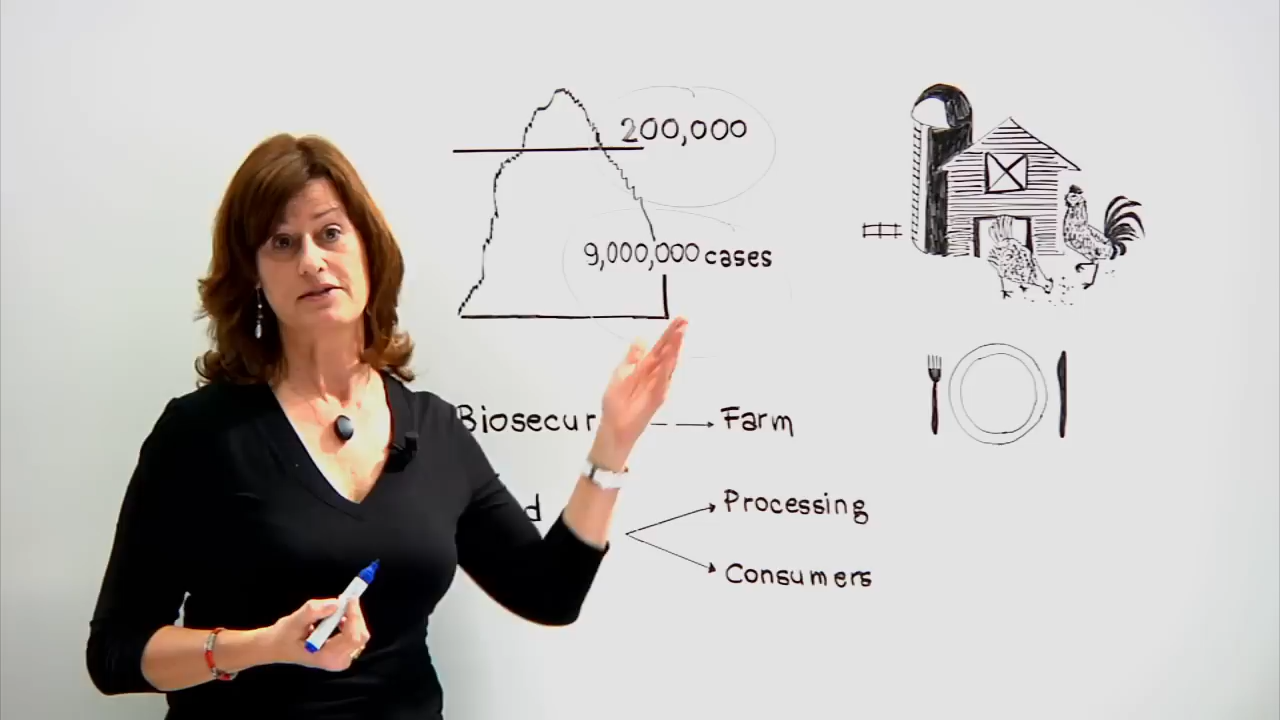 200,000
9,000,000 cases
Farm
Processing
Consumers